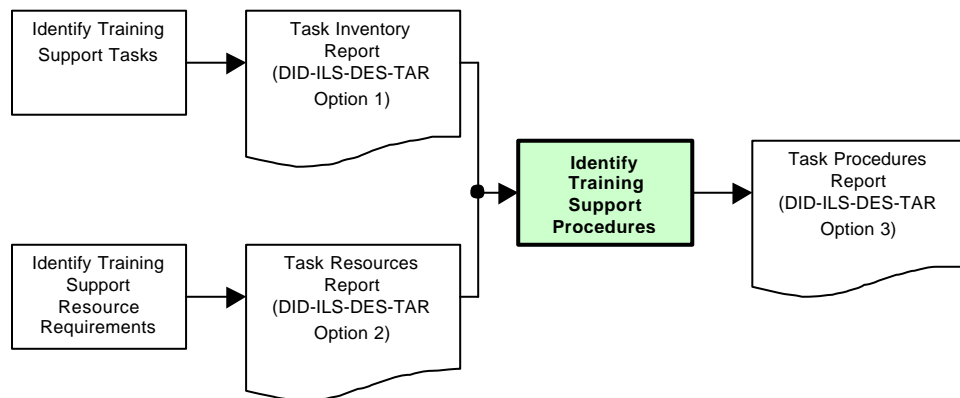 Identify Training
Support Tasks
Task Inventory
Report
(DID-ILS-DES-TAR
Option 1)
Identify
Training
Support
Procedures
Task Procedures
Report
(DID-ILS-DES-TAR
Option 3)
Identify Training
Support
Resource
Requirements
Task Resources
Report
(DID-ILS-DES-TAR
Option 2)